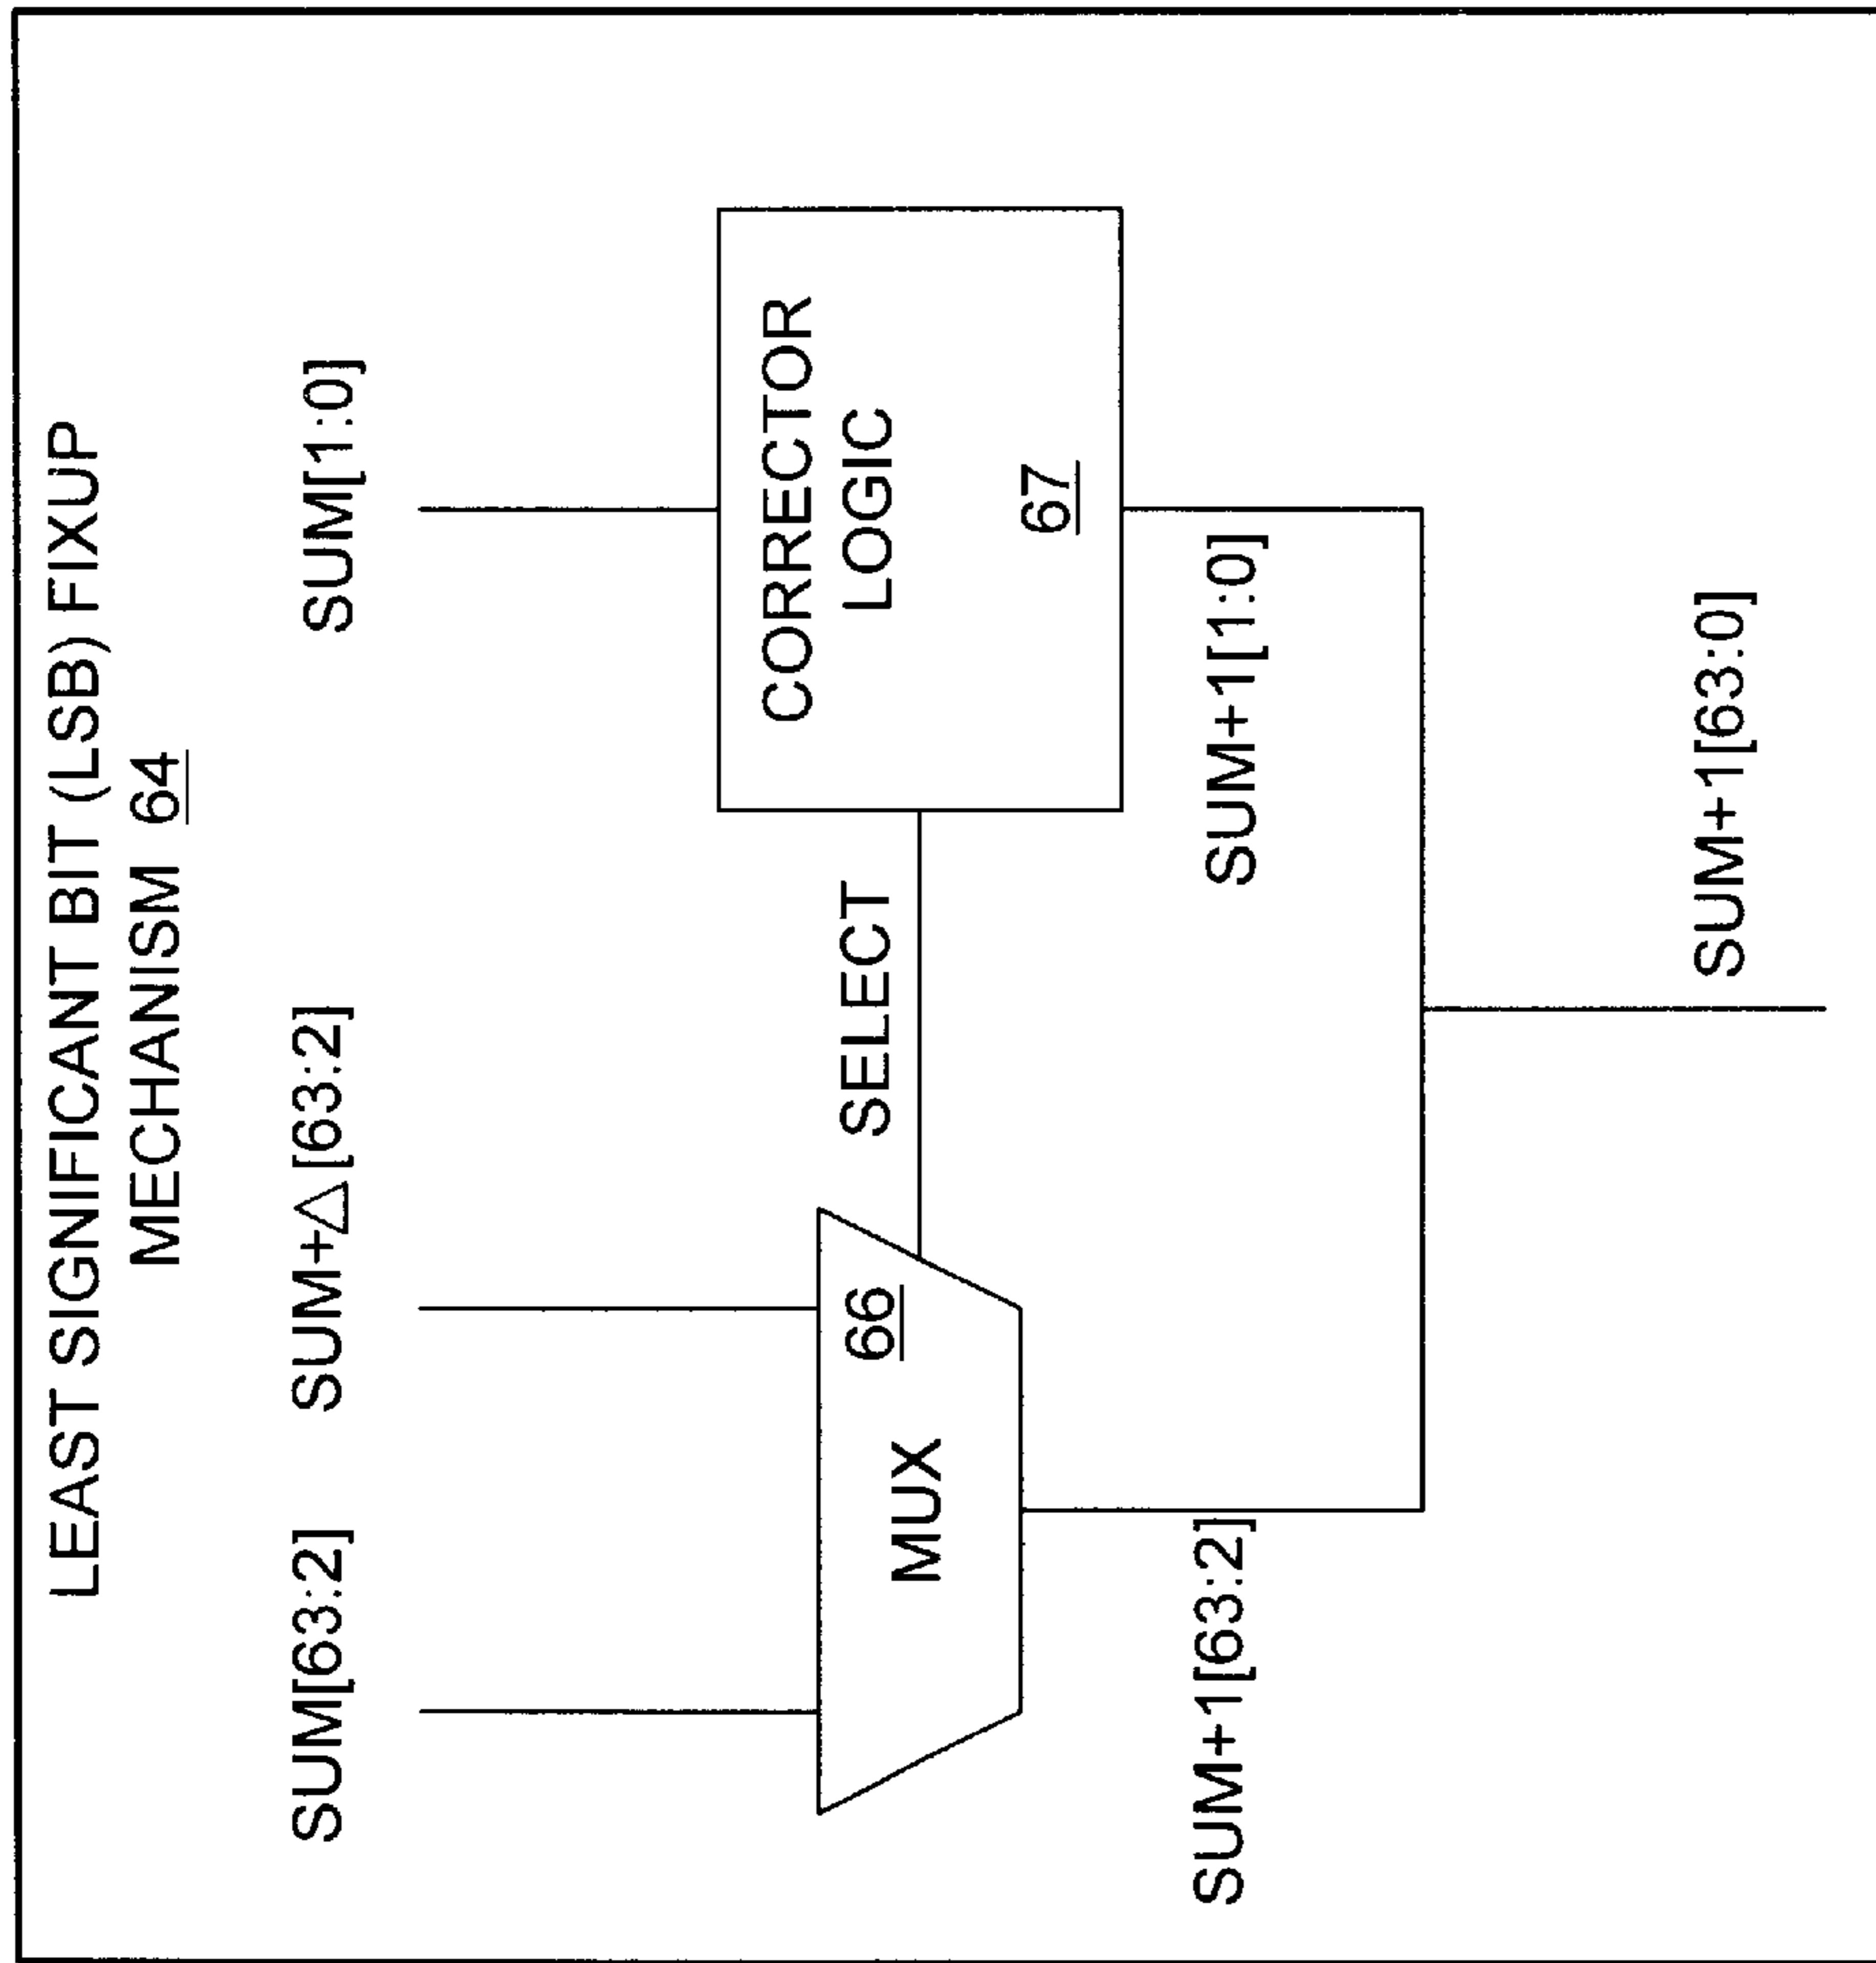 LEAST SIGNIFICANT BIT (LSB) FIXUP
MECHANISM 64
SUM[63:2]
SUM+△[63:2]
SUM[1:0]
MUX
66
SELECT
CORRECTOR
LOGIC
67
SUM+1[63:2]
SUM+1[1:0]
SUM+1[63:0]